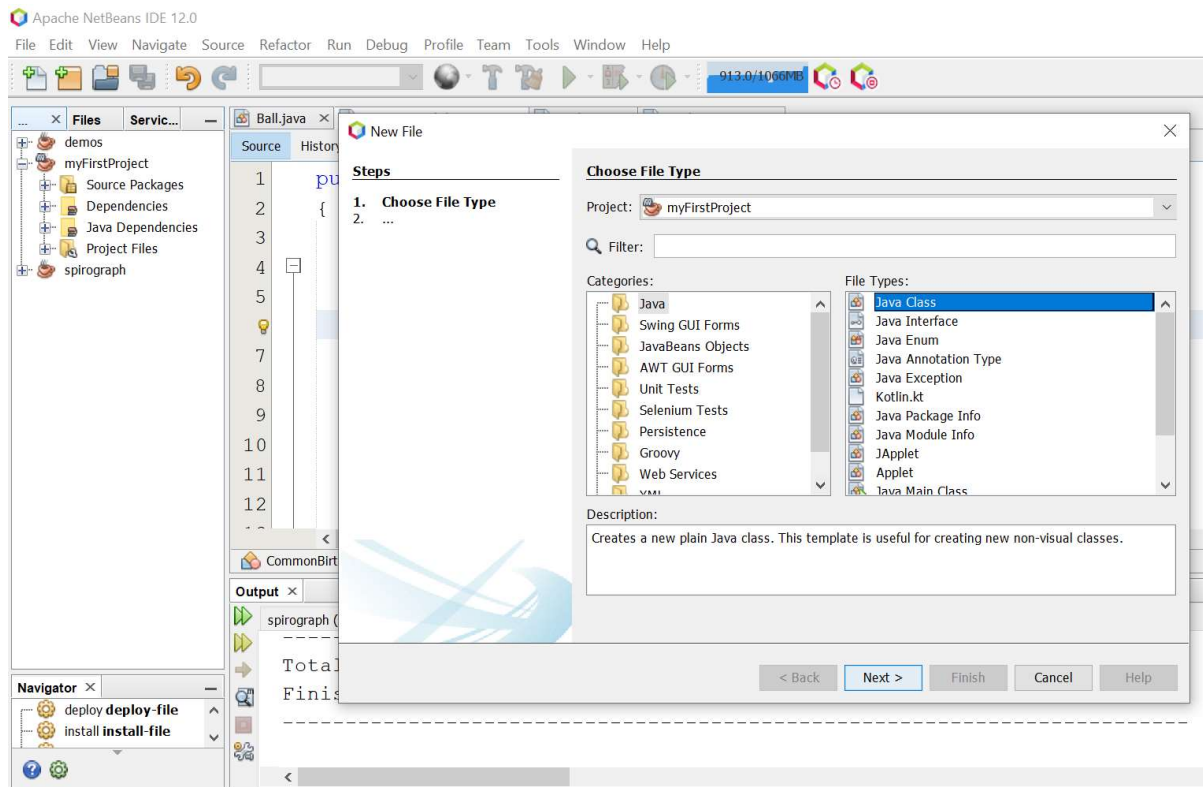 Apache NetBeans IDE 12.0
File Edit View Navigate Source Refactor Run Debug Profile Team Tools Window Help
913.0/1066MB
... Files Servic...
demos
myFirstProject
Source Packages
Dependencies
Java Dependencies
Project Files
spirograph
Navigator
deploy deploy-file
install install-file
Ball.java
Source History
1 pu
2 {
3
4
5
7
8
9
10
11
12
CommonBirt
Output
spirograph (
Total
Finis
New File
Steps
1. Choose File Type
2. ...
Choose File Type
Project: myFirstProject
Filter:
Categories:
Java
Swing GUI Forms
JavaBeans Objects
AWT GUI Forms
Unit Tests
Selenium Tests
Persistence
Groovy
Web Services
XML
File Types:
Java Class
Java Interface
Java Enum
Java Annotation Type
Java Exception
Kotlin.kt
Java Package Info
Java Module Info
JApplet
Applet
Java Main Class
Description:
Creates a new plain Java class. This template is useful for creating new non-visual classes.
< Back Next > Finish Cancel Help